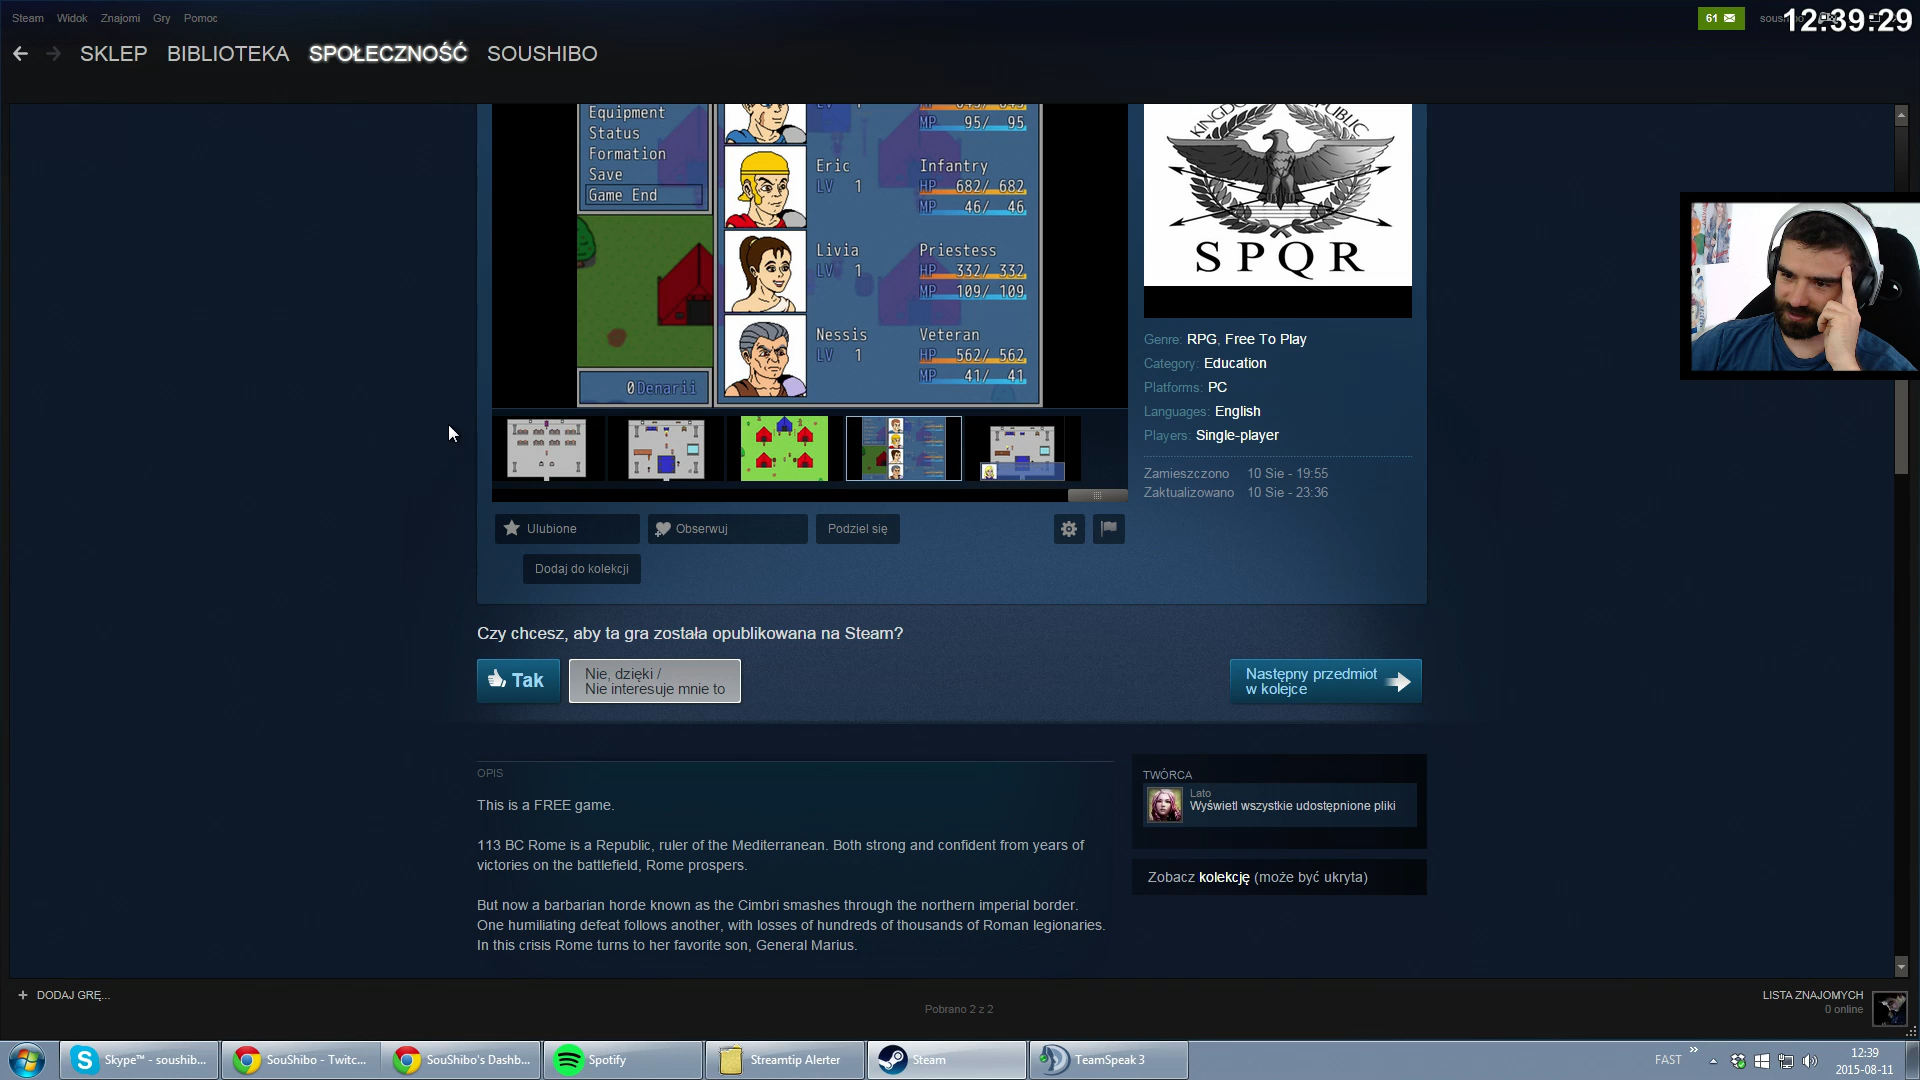 Steam Widok Znajomi Gry Pomoc
61
12:39:29
SKLEP BIBLIOTEKA SPOŁECZNOŚĆ SOUSHIBO
Equipment
Status
Formation
Save
Game End
MP 95/ 95
Eric Infantry
LV 1 HP 682/ 682
MP 46/ 46
Livia Priestess
LV 1 HP 332/ 332
MP 109/ 109
Nessis Veteran
LV 1 HP 562/ 562
MP 41/ 41
0Denarii
SPQR
Genre: RPG, Free To Play
Category: Education
Platforms: PC
Languages: English
Players: Single-player
Zamieszczono 10 Sie - 19:55
Zaktualizowano 10 Sie - 23:36
Ulubione Obserwuj Podziel się
Dodaj do kolekcji
Czy chcesz, aby ta gra została opublikowana na Steam?
Tak
Nie, dzięki /
Nie interesuje mnie to
Następny przedmiot
w kolejce
OPIS
This is a FREE game.
113 BC Rome is a Republic, ruler of the Mediterranean. Both strong and confident from years of
victories on the battlefield, Rome prospers.
But now a barbarian horde known as the Cimbri smashes through the northern imperial border.
One humiliating defeat follows another, with losses of hundreds of thousands of Roman legionaries.
In this crisis Rome turns to her favorite son, General Marius.
TWÓRCA
Lato
Wyświetl wszystkie udostępnione pliki
Zobacz kolekcję (może być ukryta)
+ DODAJ GRĘ...
Pobrano 2 z 2
LISTA ZNAJOMYCH
0 online
Skype™ - soushib...
SouShibo - Twitc...
SouShibo's Dashb...
Spotify
Streamtip Alerter
Steam
TeamSpeak 3
FAST
12:39
2015-08-11